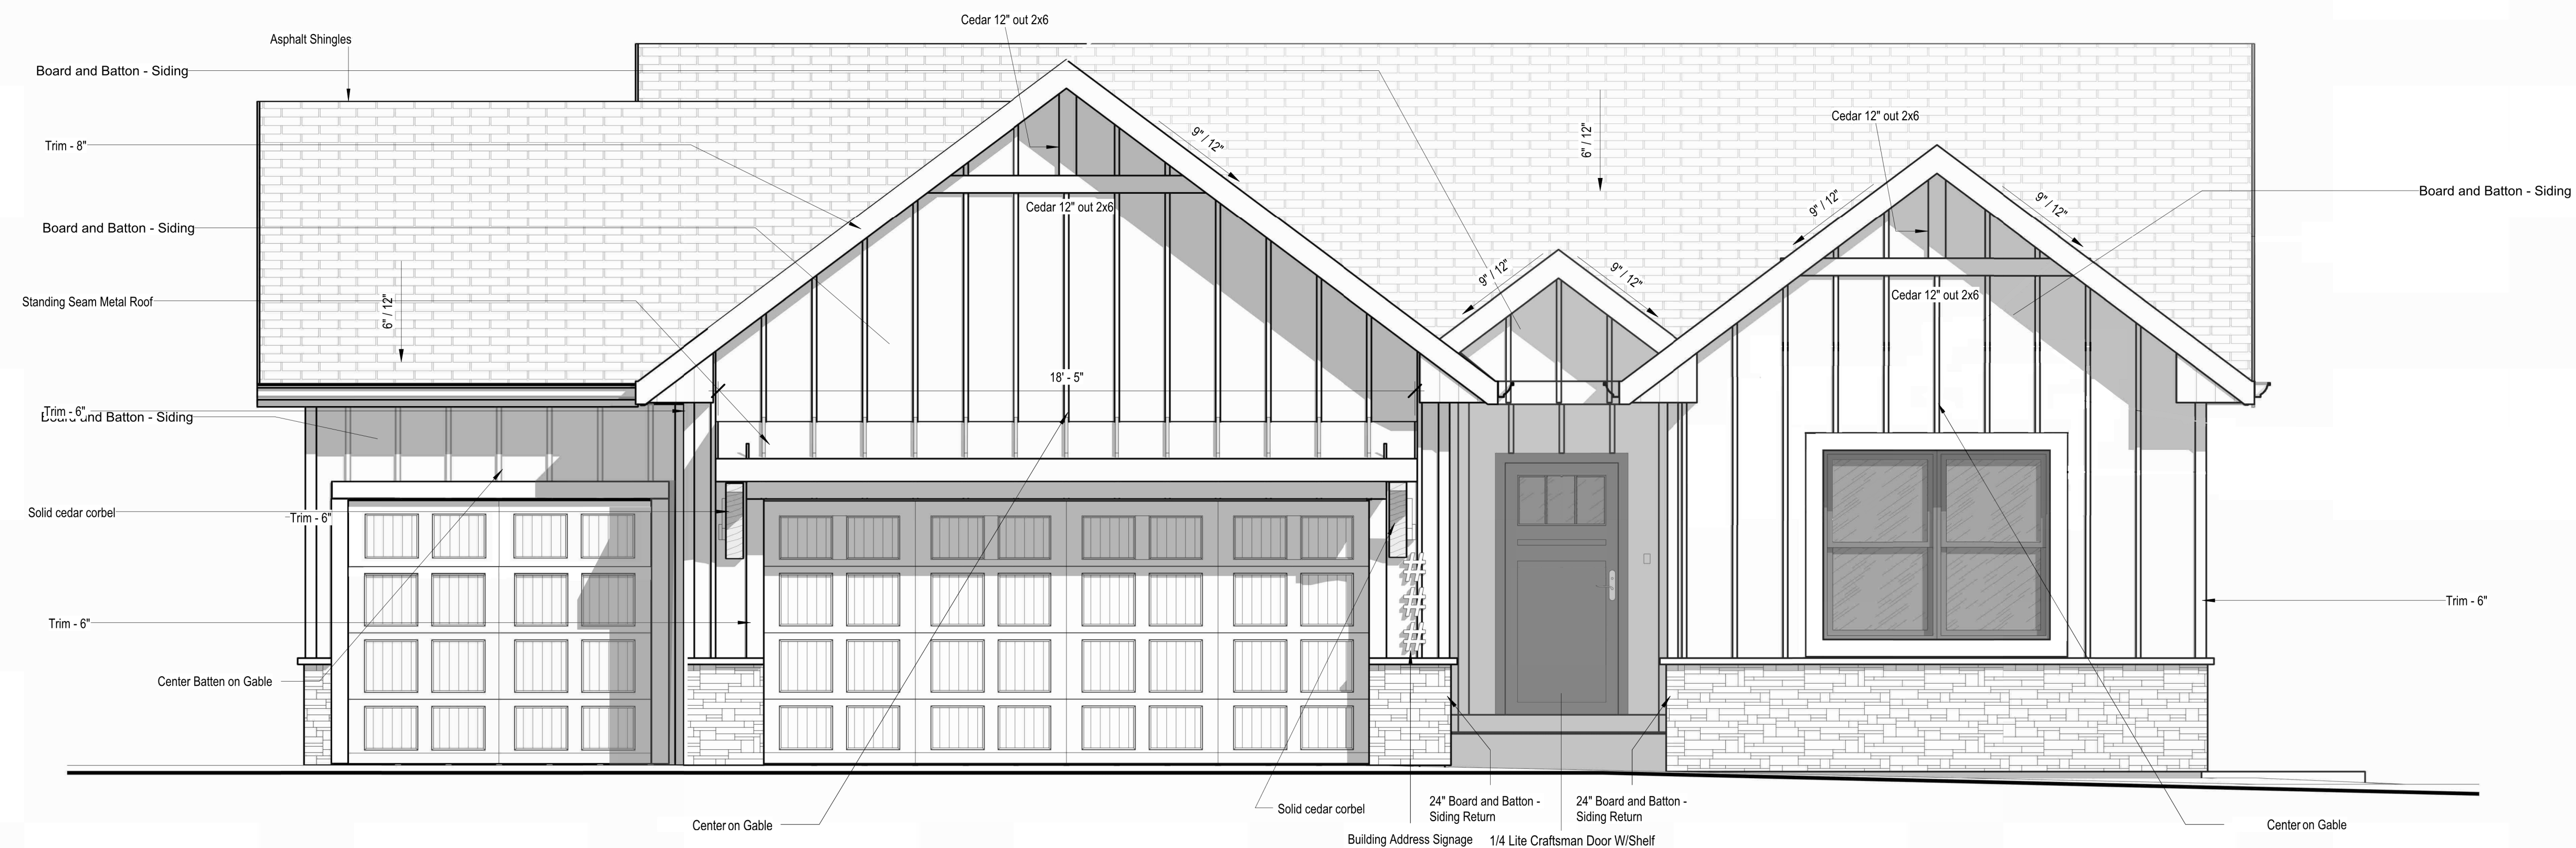 Cedar 12" out 2x6
Asphalt Shingles
Board and Batton - Siding
Cedar 12" out 2x6
9" / 12"
6" / 12"
Trim - 8"
Board and Batton - Siding
Cedar 12" out 2x6
9" / 12"
9" / 12"
Board and Batton - Siding
9" / 12"
9" / 12"
Cedar 12" out 2x6
Standing Seam Metal Roof
6" / 12"
18' - 5"
Trim - 6"
Board and Batton - Siding
Solid cedar corbel
Trim - 6"
###
Trim - 6"
Trim - 6"
Center Batten on Gable
24" Board and Batton -
Siding Return
24" Board and Batton -
Siding Return
Solid cedar corbel
Center on Gable
Center on Gable
Building Address Signage
1/4 Lite Craftsman Door W/Shelf